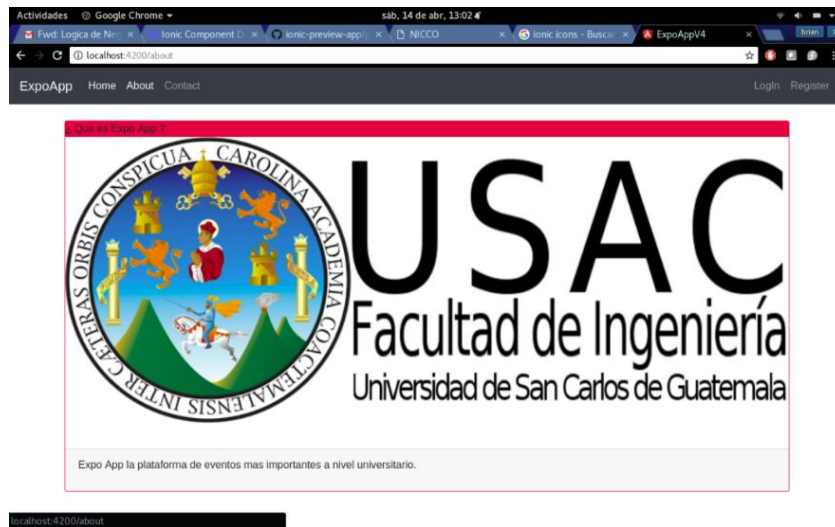 Actividades Google Chrome sáb, 14 de abr, 13:02
Fwd: Logica de Neg Ionic Component D ionic-preview-app/ NICCO ionic icons - Busca ExpoAppV4 brian
localhost:4200/about
ExpoApp Home About Contact LogIn Register
¿ Que es Expo App ?
CONSPICUA CAROLINA ACADEMIA COACTEMALENSIS INTER CÆTERAS ORBIS
USAC
Facultad de Ingeniería
Universidad de San Carlos de Guatemala
Expo App la plataforma de eventos mas importantes a nivel universitario.
localhost:4200/about